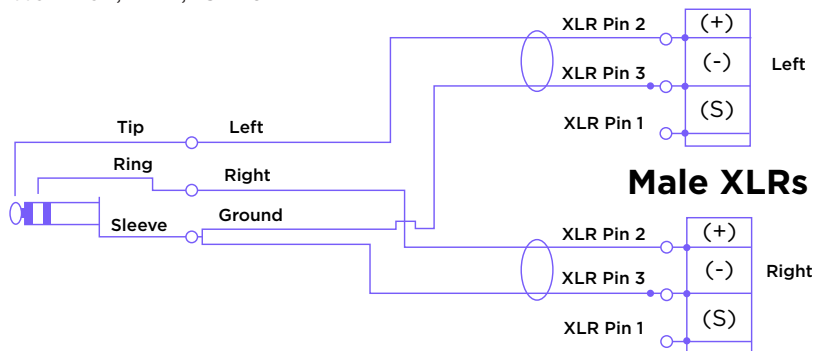 XLR Pin 2
(+)
XLR Pin 3
(-)
Left
(S)
XLR Pin 1
Tip
Left
Ring
Right
Male XLRs
Sleeve
Ground
XLR Pin 2
(+)
XLR Pin 3
(-)
Right
(S)
XLR Pin 1